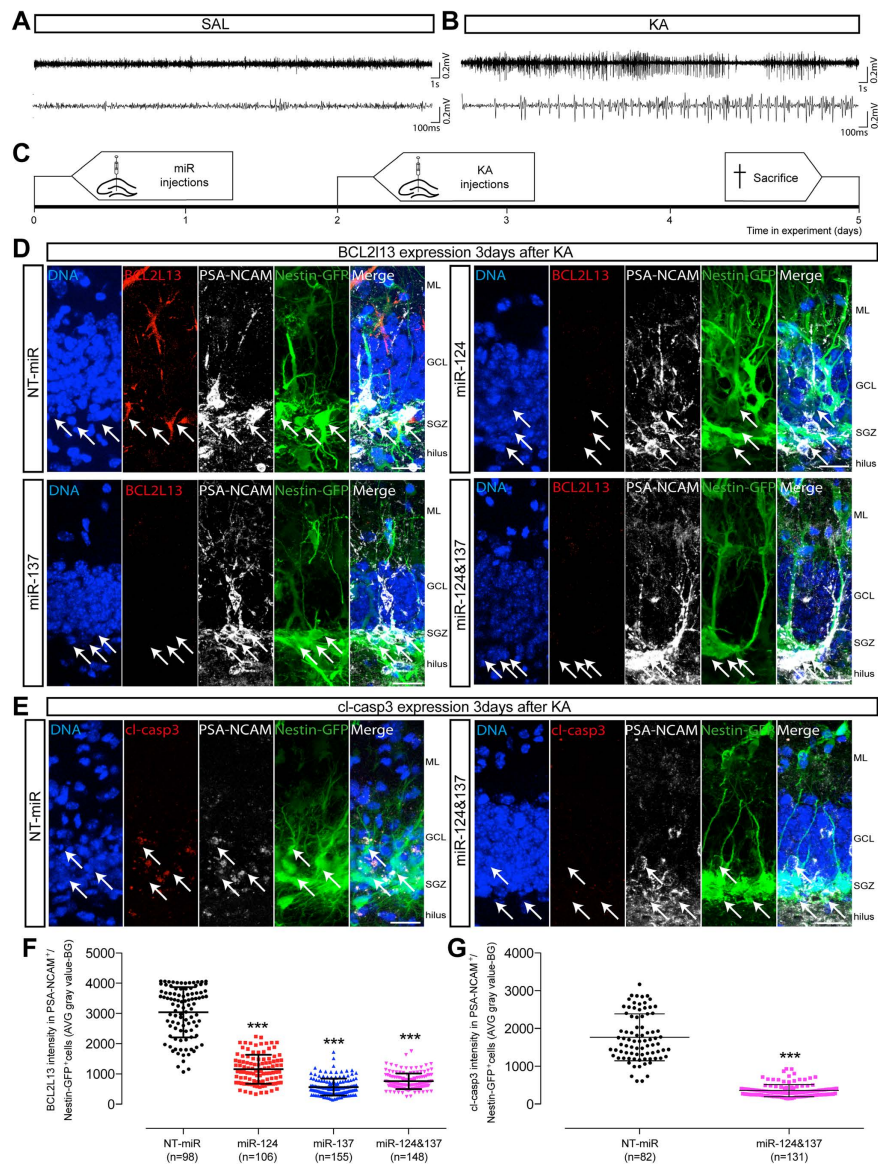 A
SAL
1s
0.2mV
100ms
0.2mV
B
KA
1s
0.2mV
100ms
0.2mV
C
miR
injections
KA
injections
Sacrifice
0
1
2
3
4
5
Time in experiment (days)
D
BCL2l13 expression 3days after KA
NT-miR
DNA
BCL2L13
PSA-NCAM
Nestin-GFP
Merge
ML
GCL
SGZ
hilus
miR-124
DNA
BCL2L13
PSA-NCAM
Nestin-GFP
Merge
ML
GCL
SGZ
hilus
miR-137
DNA
BCL2L13
PSA-NCAM
Nestin-GFP
Merge
ML
GCL
SGZ
hilus
miR-124&137
DNA
BCL2L13
PSA-NCAM
Nestin-GFP
Merge
ML
GCL
SGZ
hilus
E
cl-casp3 expression 3days after KA
NT-miR
DNA
cl-casp3
PSA-NCAM
Nestin-GFP
Merge
ML
GCL
SGZ
hilus
miR-124&137
DNA
cl-casp3
PSA-NCAM
Nestin-GFP
Merge
ML
GCL
SGZ
hilus
F
BCL2L13 intensity in PSA-NCAM+/
Nestin-GFP+cells (AVG gray value-BG)
5000
4000
3000
2000
1000
0
***
***
***
NT-miR
(n=98)
miR-124
(n=106)
miR-137
(n=155)
miR-124&137
(n=148)
G
cl-casp3 intensity in PSA-NCAM+/
Nestin-GFP+cells (AVG gray value-BG)
4000
3000
2000
1000
0
***
NT-miR
(n=82)
miR-124&137
(n=131)